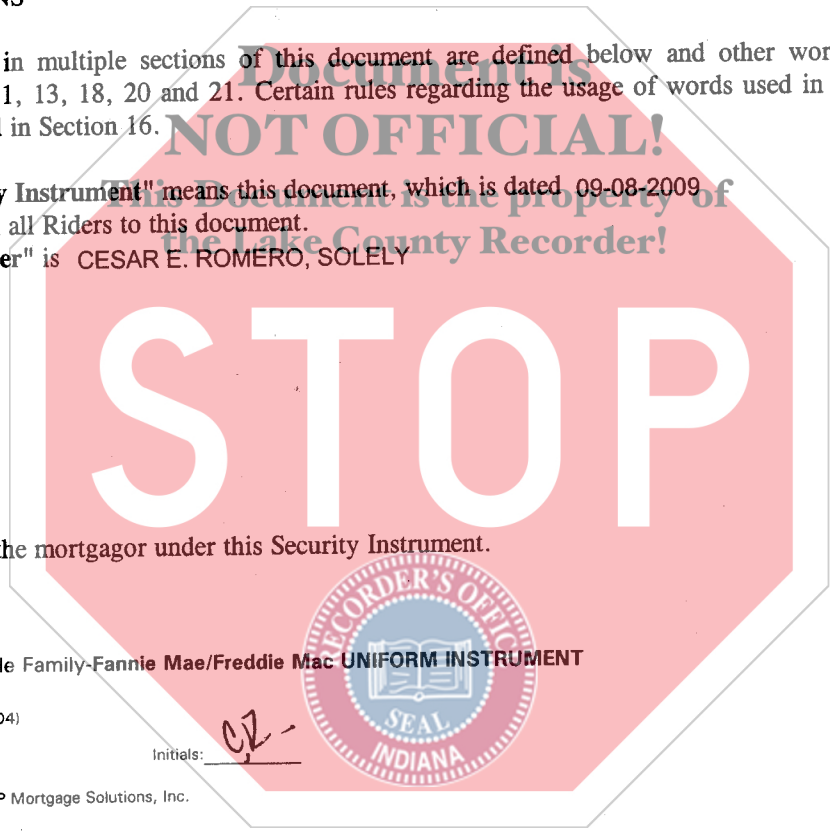 NS
in multiple sections of this document are defined below and other wor
1, 13, 18, 20 and 21. Certain rules regarding the usage of words used in
in Section 16.
y Instrument" means this document, which is dated 09-08-2009
all Riders to this document.
er" is CESAR E. ROMERO, SOLELY
Document is
NOT OFFICIAL!
This Document is the property of
the Lake County Recorder!
STOP
the mortgagor under this Security Instrument.
RECORDER'S OFFICE
SEAL
INDIANA
le Family-Fannie Mae/Freddie Mac UNIFORM INSTRUMENT
04)
Initials: CR
P Mortgage Solutions, Inc.